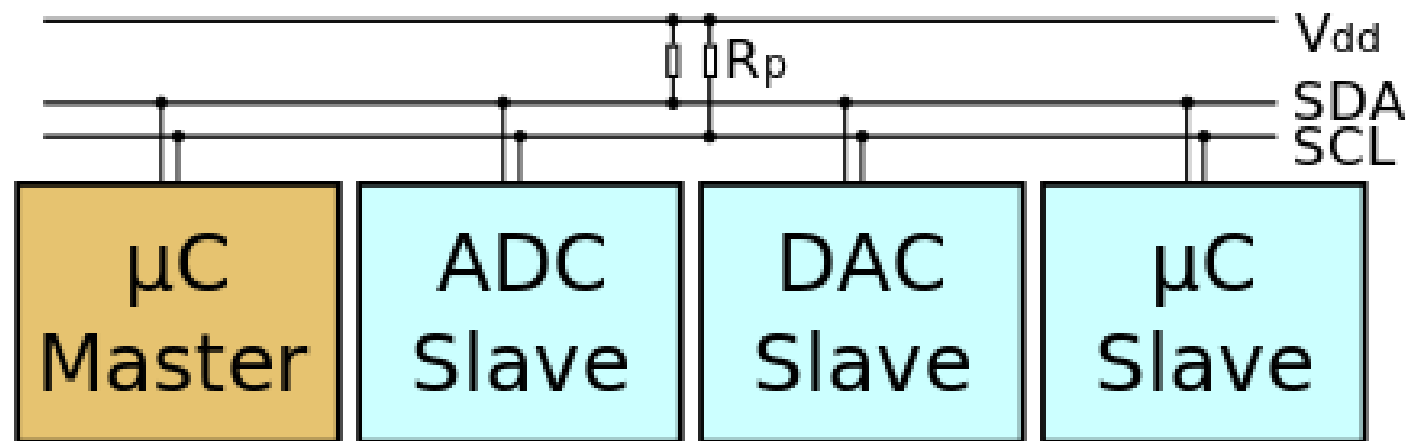 Vdd
Rp
SDA
SCL
µC
Master
ADC
Slave
DAC
Slave
µC
Slave